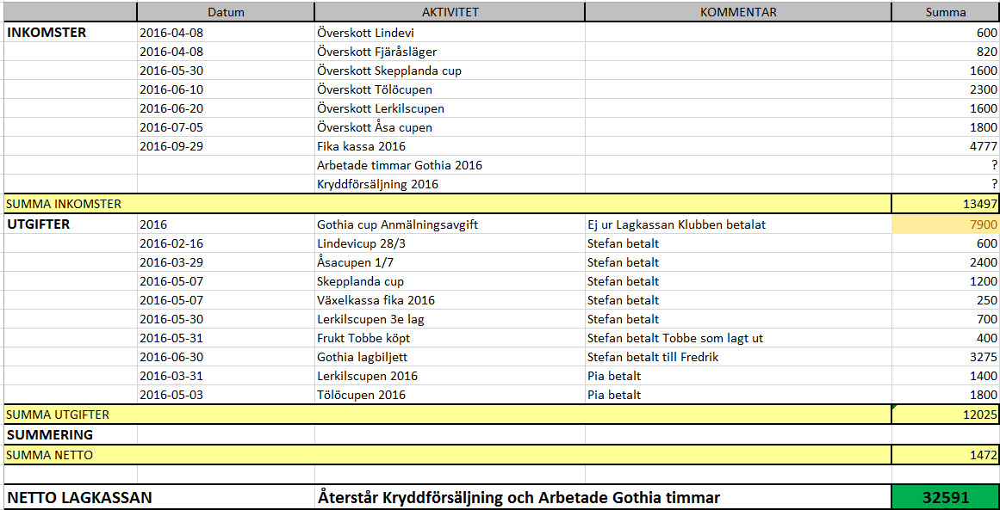 Datum AKTIVITET KOMMENTAR Summa
INKOMSTER 2016-04-08 Överskott Lindevi 600
2016-04-08 Överskott Fjäråsläger 820
2016-05-30 Överskott Skepplanda cup 1600
2016-06-10 Överskott Tölöcupen 2300
2016-06-20 Överskott Lerkilscupen 1600
2016-07-05 Överskott Åsa cupen 1800
2016-09-29 Fika kassa 2016 4777
Arbetade timmar Gothia 2016 ?
Kryddförsäljning 2016 ?
SUMMA INKOMSTER 13497
UTGIFTER 2016 Gothia cup Anmälningsavgift Ej ur Lagkassan Klubben betalat 7900
2016-02-16 Lindevicup 28/3 Stefan betalt 600
2016-03-29 Åsacupen 1/7 Stefan betalt 2400
2016-05-07 Skepplanda cup Stefan betalt 1200
2016-05-07 Växelkassa fika 2016 Stefan betalt 250
2016-05-30 Lerkilscupen 3e lag Stefan betalt 700
2016-05-31 Frukt Tobbe köpt Stefan betalt Tobbe som lagt ut 400
2016-06-30 Gothia lagbiljett Stefan betalt till Fredrik 3275
2016-03-31 Lerkilscupen 2016 Pia betalt 1400
2016-05-03 Tölöcupen 2016 Pia betalt 1800
SUMMA UTGIFTER 12025
SUMMERING
SUMMA NETTO 1472
NETTO LAGKASSAN Återstår Kryddförsäljning och Arbetade Gothia timmar 32591